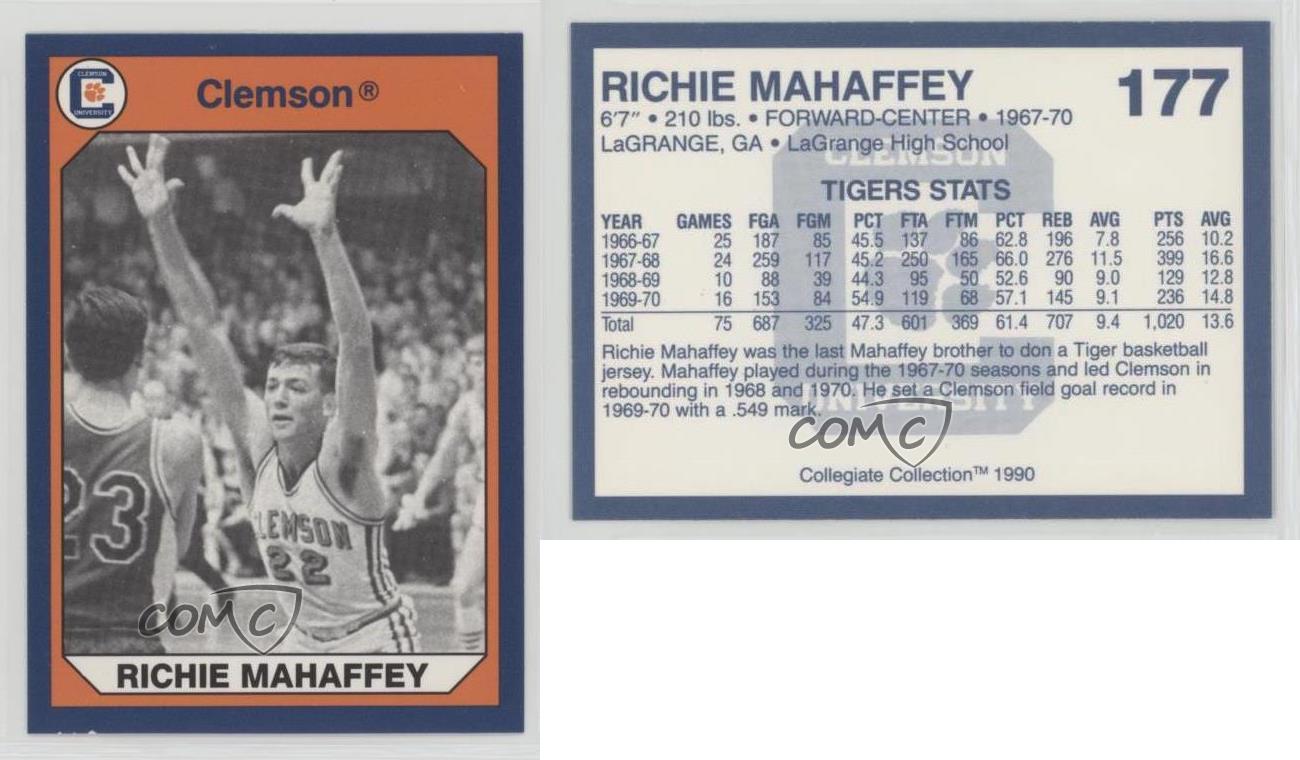 CLEMSON
UNIVERSITY
Clemson®
23
CLEMSON
22
COMC
RICHIE MAHAFFEY
RICHIE MAHAFFEY 177
6'7" • 210 lbs. • FORWARD-CENTER • 1967-70
LaGRANGE, GA • LaGrange High School
CLEMSON
TIGERS STATS
YEAR GAMES FGA FGM PCT FTA FTM PCT REB AVG PTS AVG
1966-67 25 187 85 45.5 137 86 62.8 196 7.8 256 10.2
1967-68 24 259 117 45.2 250 165 66.0 276 11.5 399 16.6
1968-69 10 88 39 44.3 95 50 52.6 90 9.0 129 12.8
1969-70 16 153 84 54.9 119 68 57.1 145 9.1 236 14.8
Total 75 687 325 47.3 601 369 61.4 707 9.4 1,020 13.6
Richie Mahaffey was the last Mahaffey brother to don a Tiger basketball
jersey. Mahaffey played during the 1967-70 seasons and led Clemson in
rebounding in 1968 and 1970. He set a Clemson field goal record in
1969-70 with a .549 mark.
UNIVERSITY
COMC
Collegiate Collection™ 1990